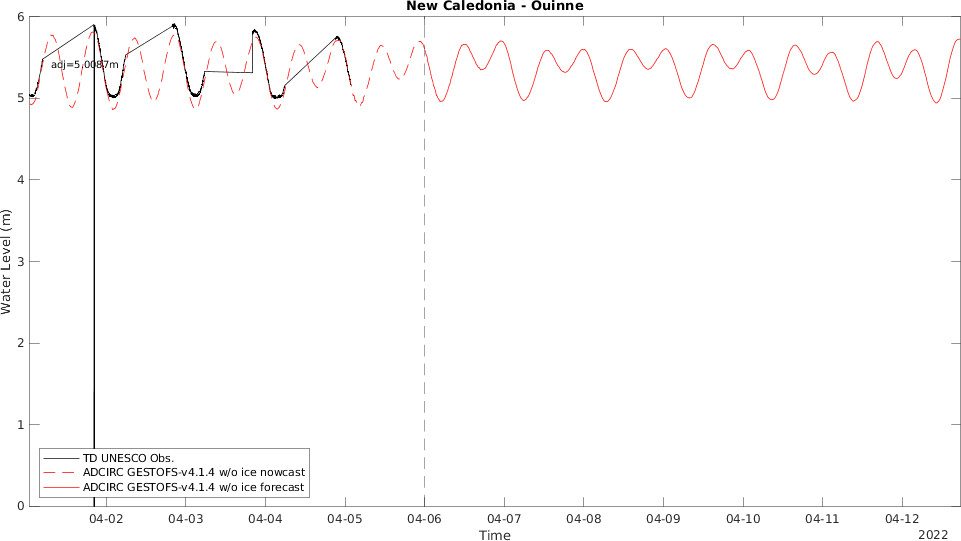 New Caledonia - Ouinne
6
5
4
3
2
1
0
Water Level (m)
adj=5.0087m
TD UNESCO Obs.
ADCIRC GESTOFS-v4.1.4 w/o ice nowcast
ADCIRC GESTOFS-v4.1.4 w/o ice forecast
04-02 04-03 04-04 04-05 04-06 04-07 04-08 04-09 04-10 04-11 04-12
Time
2022